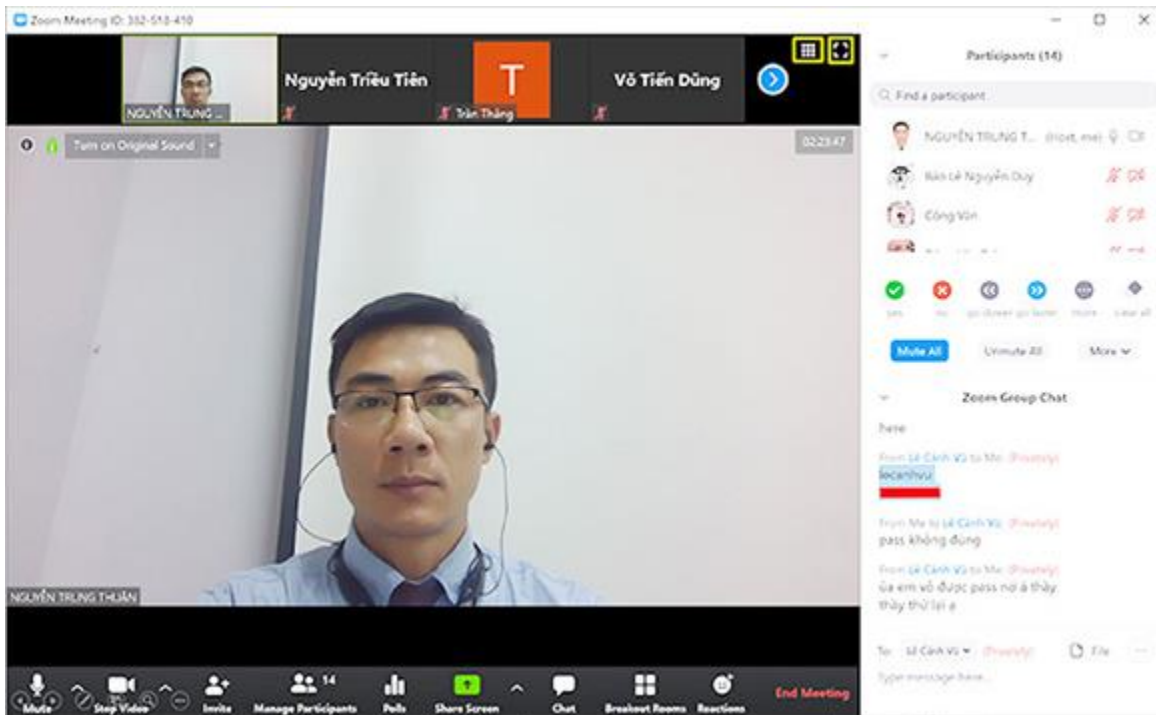 Zoom Meeting ID: 332-518-410
Nguyễn Triều Tiên
T
Võ Tiến Dũng
NGUYỄN TRUNG ...
Trần Thắng
Turn on Original Sound
02:23:47
NGUYỄN TRUNG THUẬN
Mute
Stop Video
Invite
14
Manage Participants
Polls
Share Screen
Chat
Breakout Rooms
Reactions
End Meeting
Participants (14)
Find a participant
NGUYỄN TRUNG T... (Host, me)
Nguyễn Duy
Công Văn
yes
no
go slower
go faster
more
clear all
Mute All
Unmute All
More
Zoom Group Chat
here
From Lê Cảnh Vũ to Me: (Privately)
lecanhvu
From Me to Lê Cảnh Vũ: (Privately)
pass không đúng
From Lê Cảnh Vũ to Me: (Privately)
ủa em vô được pass nơi á thầy
thầy thử lại ạ
To: Lê Cảnh Vũ (Privately)
File
Type message here...